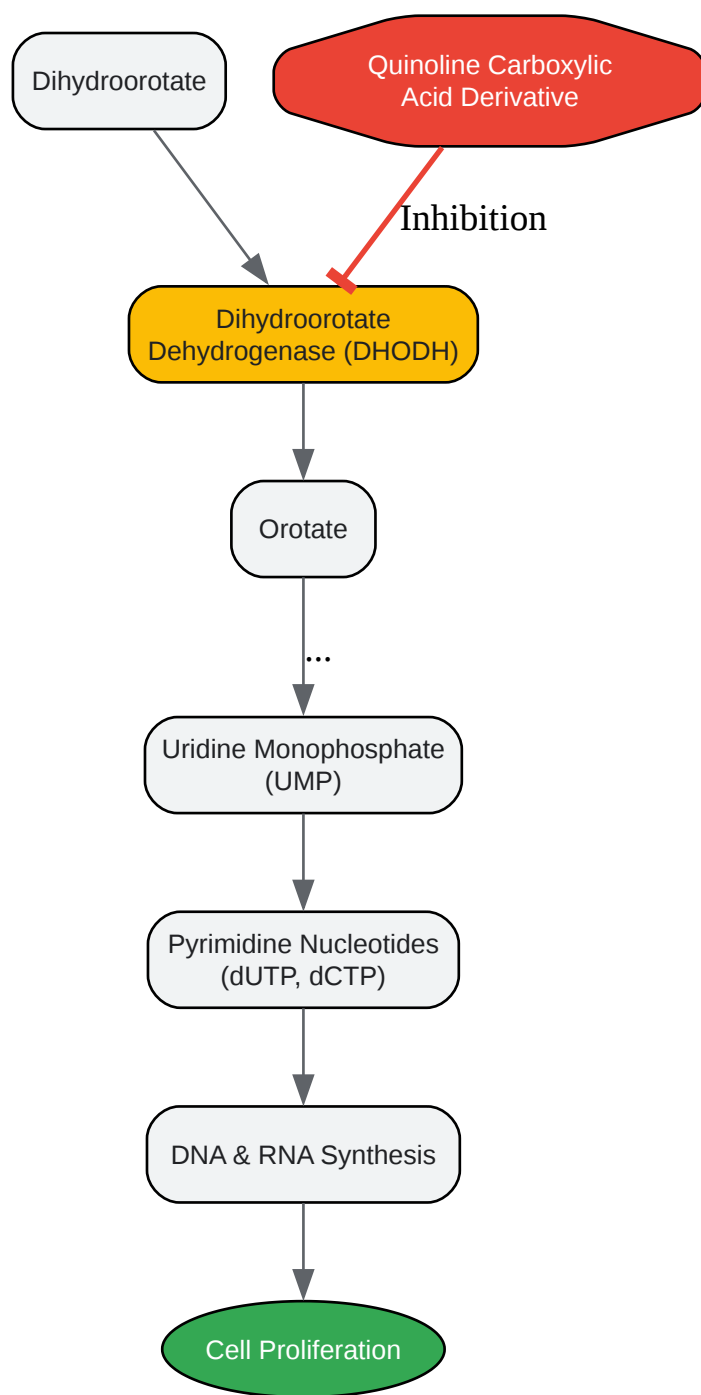 Dihydroorotate
Quinoline Carboxylic
Acid Derivative
Inhibition
Dihydroorotate
Dehydrogenase (DHODH)
Orotate
...
Uridine Monophosphate
(UMP)
Pyrimidine Nucleotides
(dUTP, dCTP)
DNA & RNA Synthesis
Cell Proliferation